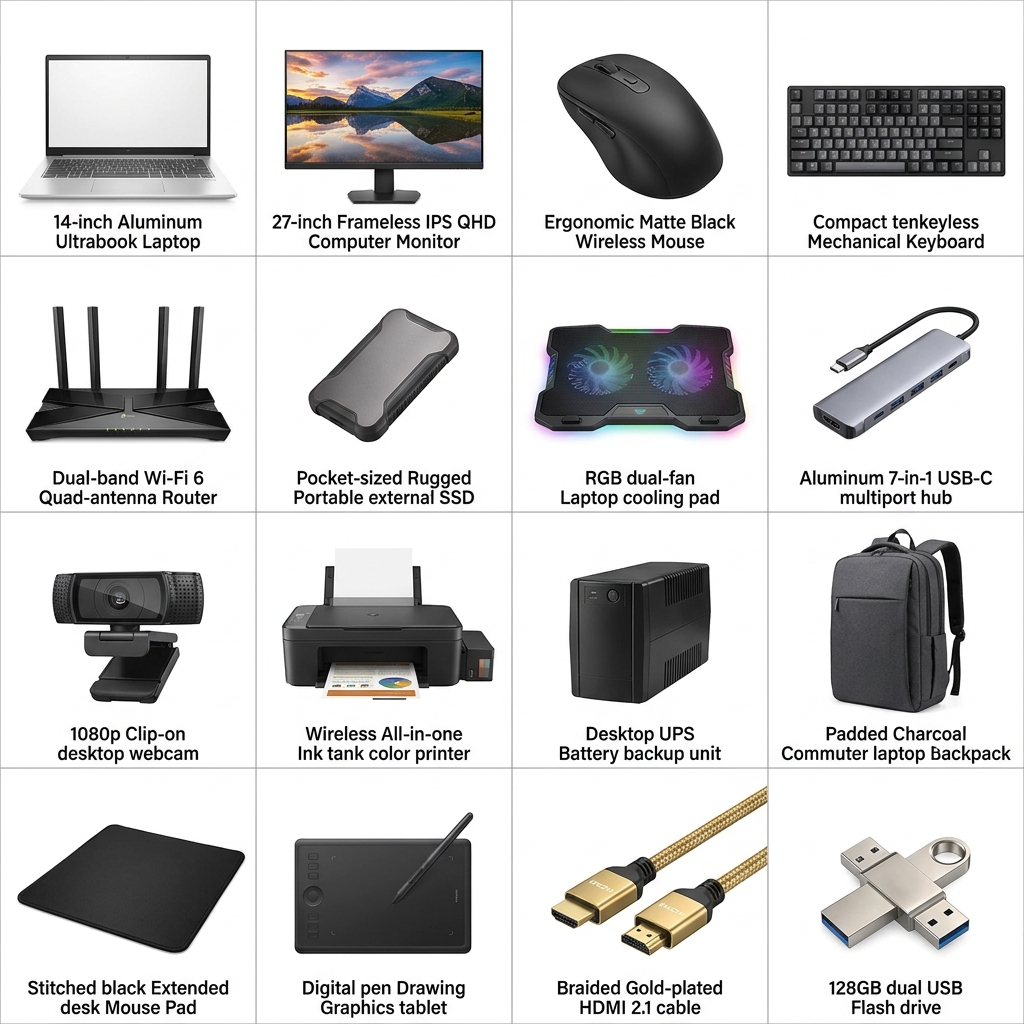 14-inch Aluminum
Ultrabook Laptop
27-inch Frameless IPS QHD
Computer Monitor
Ergonomic Matte Black
Wireless Mouse
Compact tenkeyless
Mechanical Keyboard
Dual-band Wi-Fi 6
Quad-antenna Router
Pocket-sized Rugged
Portable external SSD
RGB dual-fan
Laptop cooling pad
Aluminum 7-in-1 USB-C
multiport hub
1080p Clip-on
desktop webcam
Wireless All-in-one
Ink tank color printer
Desktop UPS
Battery backup unit
Padded Charcoal
Commuter laptop Backpack
Stitched black Extended
desk Mouse Pad
Digital pen Drawing
Graphics tablet
Braided Gold-plated
HDMI 2.1 cable
128GB dual USB
Flash drive